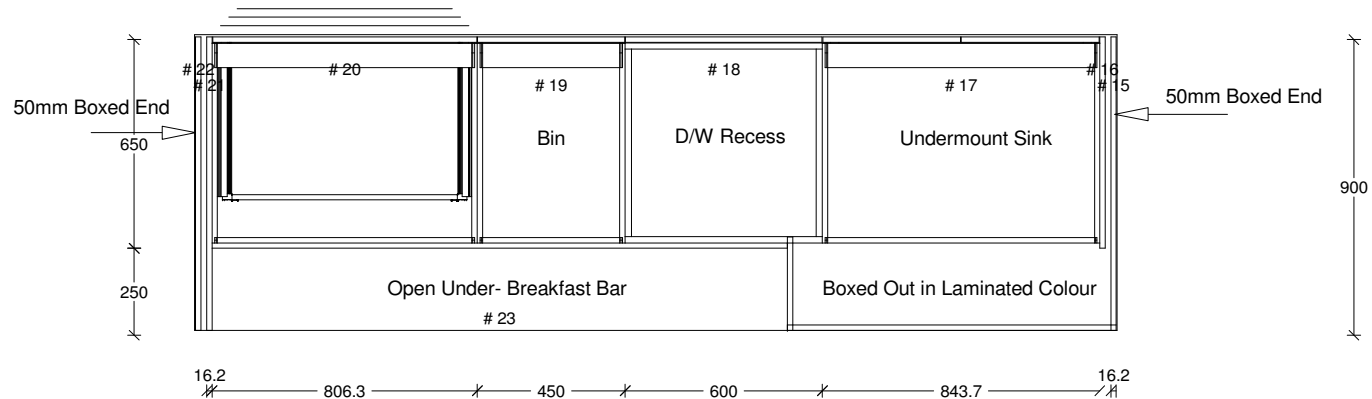 # 22
# 20
# 18
# 16
# 21
# 19
# 17
# 15
50mm Boxed End
50mm Boxed End
650
Bin
D/W Recess
Undermount Sink
900
250
Open Under- Breakfast Bar
Boxed Out in Laminated Colour
# 23
16.2
16.2
806.3
450
600
843.7